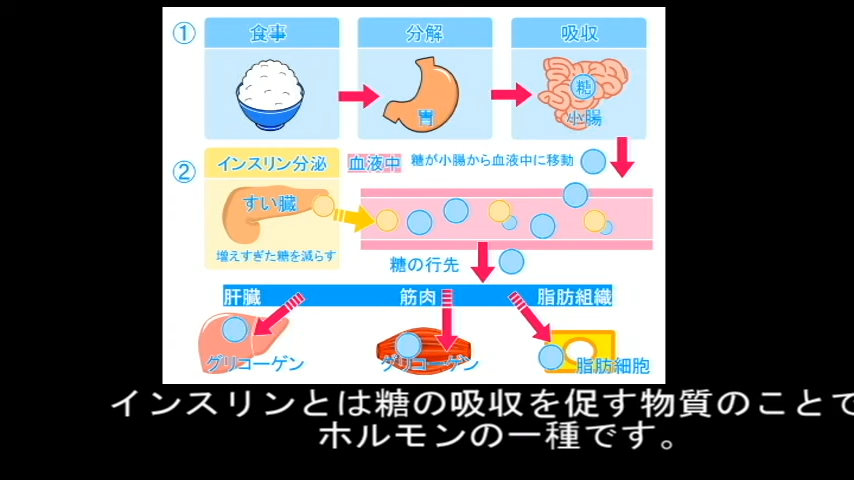 ① 食事 分解 吸収
胃
糖
小腸
② インスリン分泌 血液中 糖が小腸から血液中に移動
すい臓
増えすぎた糖を減らす
糖の行先
肝臓 筋肉 脂肪組織
グリコーゲン グリコーゲン 脂肪細胞
インスリンとは糖の吸収を促す物質のことで
ホルモンの一種です。